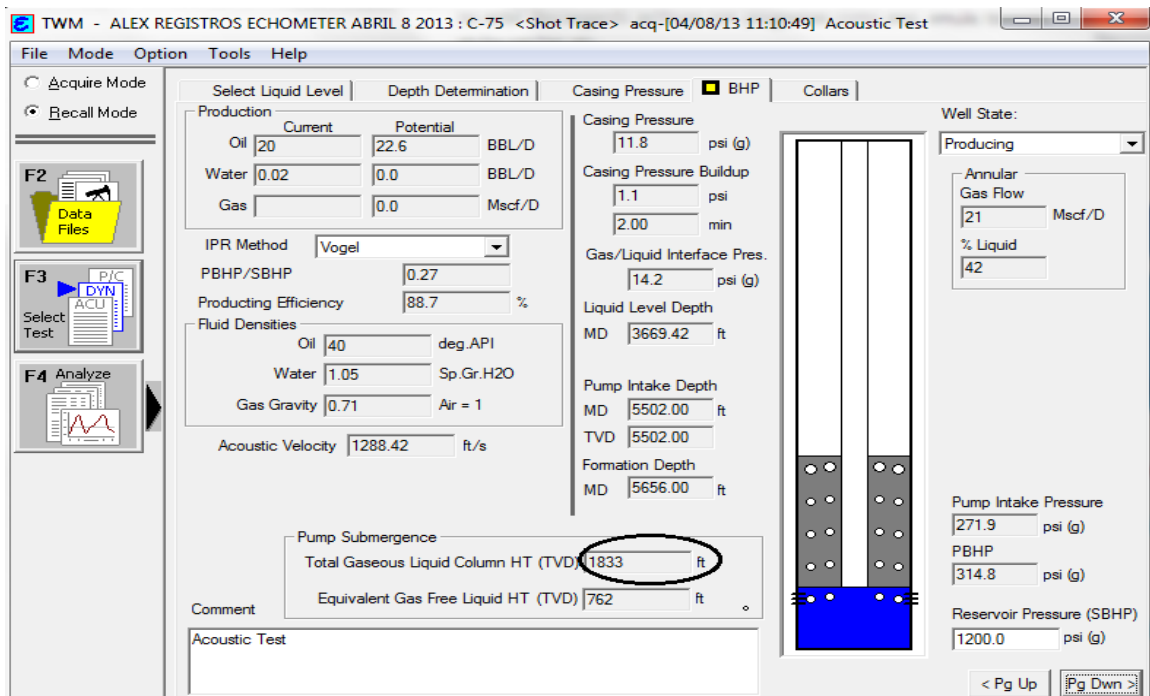 TWM - ALEX REGISTROS ECHOMETER ABRIL 8 2013 : C-75 <Shot Trace> acq-[04/08/13 11:10:49] Acoustic Test
File Mode Option Tools Help
Acquire Mode
Recall Mode
F2
Data
Files
F3
P/C
DYN
ACU
Select
Test
F4 Analyze
Select Liquid Level
Depth Determination
Casing Pressure
BHP
Collars
Production
Current Potential
Oil 20 22.6 BBL/D
Water 0.02 0.0 BBL/D
Gas 0.0 Mscf/D
IPR Method Vogel
PBHP/SBHP 0.27
Producting Efficiency 88.7 %
Fluid Densities
Oil 40 deg.API
Water 1.05 Sp.Gr.H2O
Gas Gravity 0.71 Air = 1
Acoustic Velocity 1288.42 ft/s
Casing Pressure
11.8 psi (g)
Casing Pressure Buildup
1.1 psi
2.00 min
Gas/Liquid Interface Pres.
14.2 psi (g)
Liquid Level Depth
MD 3669.42 ft
Pump Intake Depth
MD 5502.00 ft
TVD 5502.00
Formation Depth
MD 5656.00 ft
Pump Submergence
Total Gaseous Liquid Column HT (TVD) 1833 ft
Equivalent Gas Free Liquid HT (TVD) 762 ft
Comment
Acoustic Test
Well State:
Producing
Annular
Gas Flow
21 Mscf/D
% Liquid
42
Pump Intake Pressure
271.9 psi (g)
PBHP
314.8 psi (g)
Reservoir Pressure (SBHP)
1200.0 psi (g)
< Pg Up
Pg Dwn >